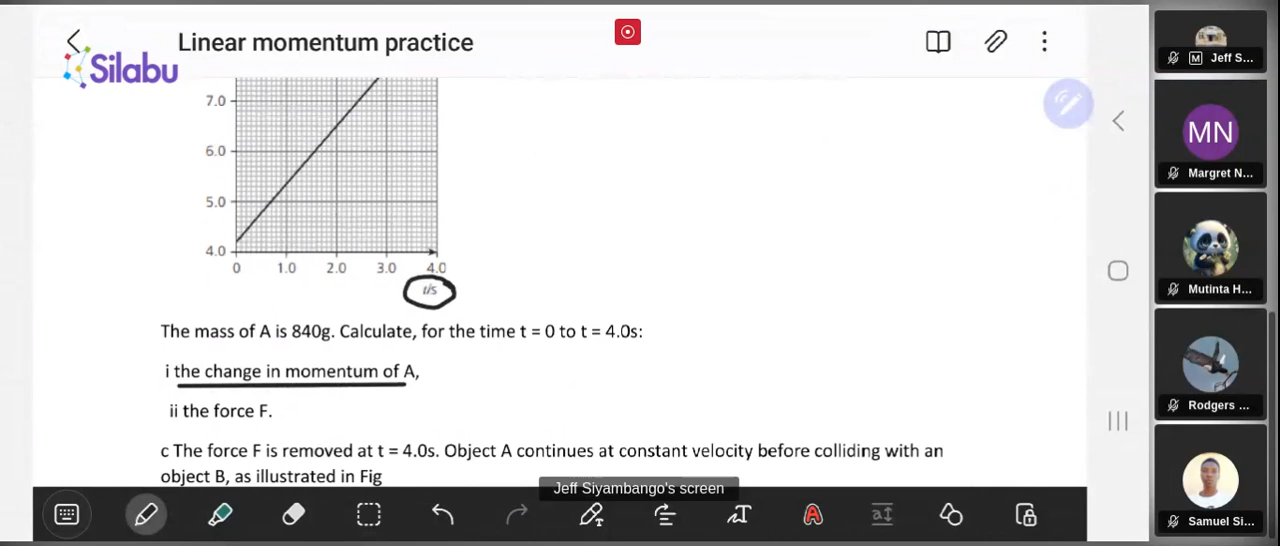 Linear momentum practice
Silabu
7.0
6.0
5.0
4.0
0 1.0 2.0 3.0 4.0
t/s
The mass of A is 840g. Calculate, for the time t = 0 to t = 4.0s:
i the change in momentum of A,
ii the force F.
c The force F is removed at t = 4.0s. Object A continues at constant velocity before colliding with an
object B, as illustrated in Fig
Jeff Siyambango's screen
M Jeff S...
MN
Margret N...
Mutinta H...
Rodgers ...
Samuel Si...